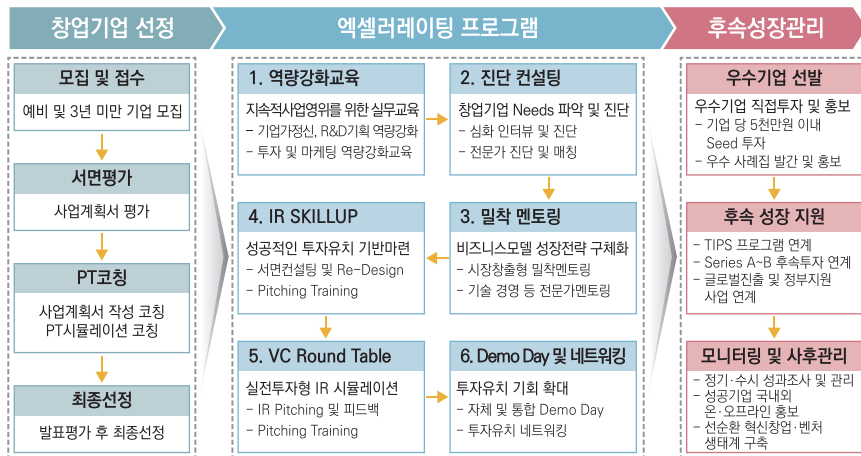 창업기업 선정
엑셀러레이팅 프로그램
후속성장관리
모집 및 접수
예비 및 3년 미만 기업 모집
서면평가
사업계획서 평가
PT코칭
사업계획서 작성 코칭
PT시뮬레이션 코칭
최종선정
발표평가 후 최종선정
1. 역량강화교육
지속적사업영위를 위한 실무교육
- 기업가정신, R&D기획 역량강화
- 투자 및 마케팅 역량강화교육
2. 진단 컨설팅
창업기업 Needs 파악 및 진단
- 심화 인터뷰 및 진단
- 전문가 진단 및 매칭
4. IR SKILLUP
성공적인 투자유치 기반마련
- 서면컨설팅 및 Re-Design
- Pitching Training
3. 밀착 멘토링
비즈니스모델 성장전략 구체화
- 시장창출형 밀착멘토링
- 기술 경영 등 전문가멘토링
5. VC Round Table
실전투자형 IR 시뮬레이션
- IR Pitching 및 피드백
- Pitching Training
6. Demo Day 및 네트워킹
투자유치 기회 확대
- 자체 및 통합 Demo Day
- 투자유치 네트워킹
우수기업 선발
우수기업 직접투자 및 홍보
- 기업 당 5천만원 이내
Seed 투자
- 우수 사례집 발간 및 홍보
후속 성장 지원
- TIPS 프로그램 연계
- Series A-B 후속투자 연계
- 글로벌진출 및 정부지원
사업 연계
모니터링 및 사후관리
- 정기·수시 성과조사 및 관리
- 성공기업 국내외
온·오프라인 홍보
- 선순환 혁신창업·벤처
생태계 구축